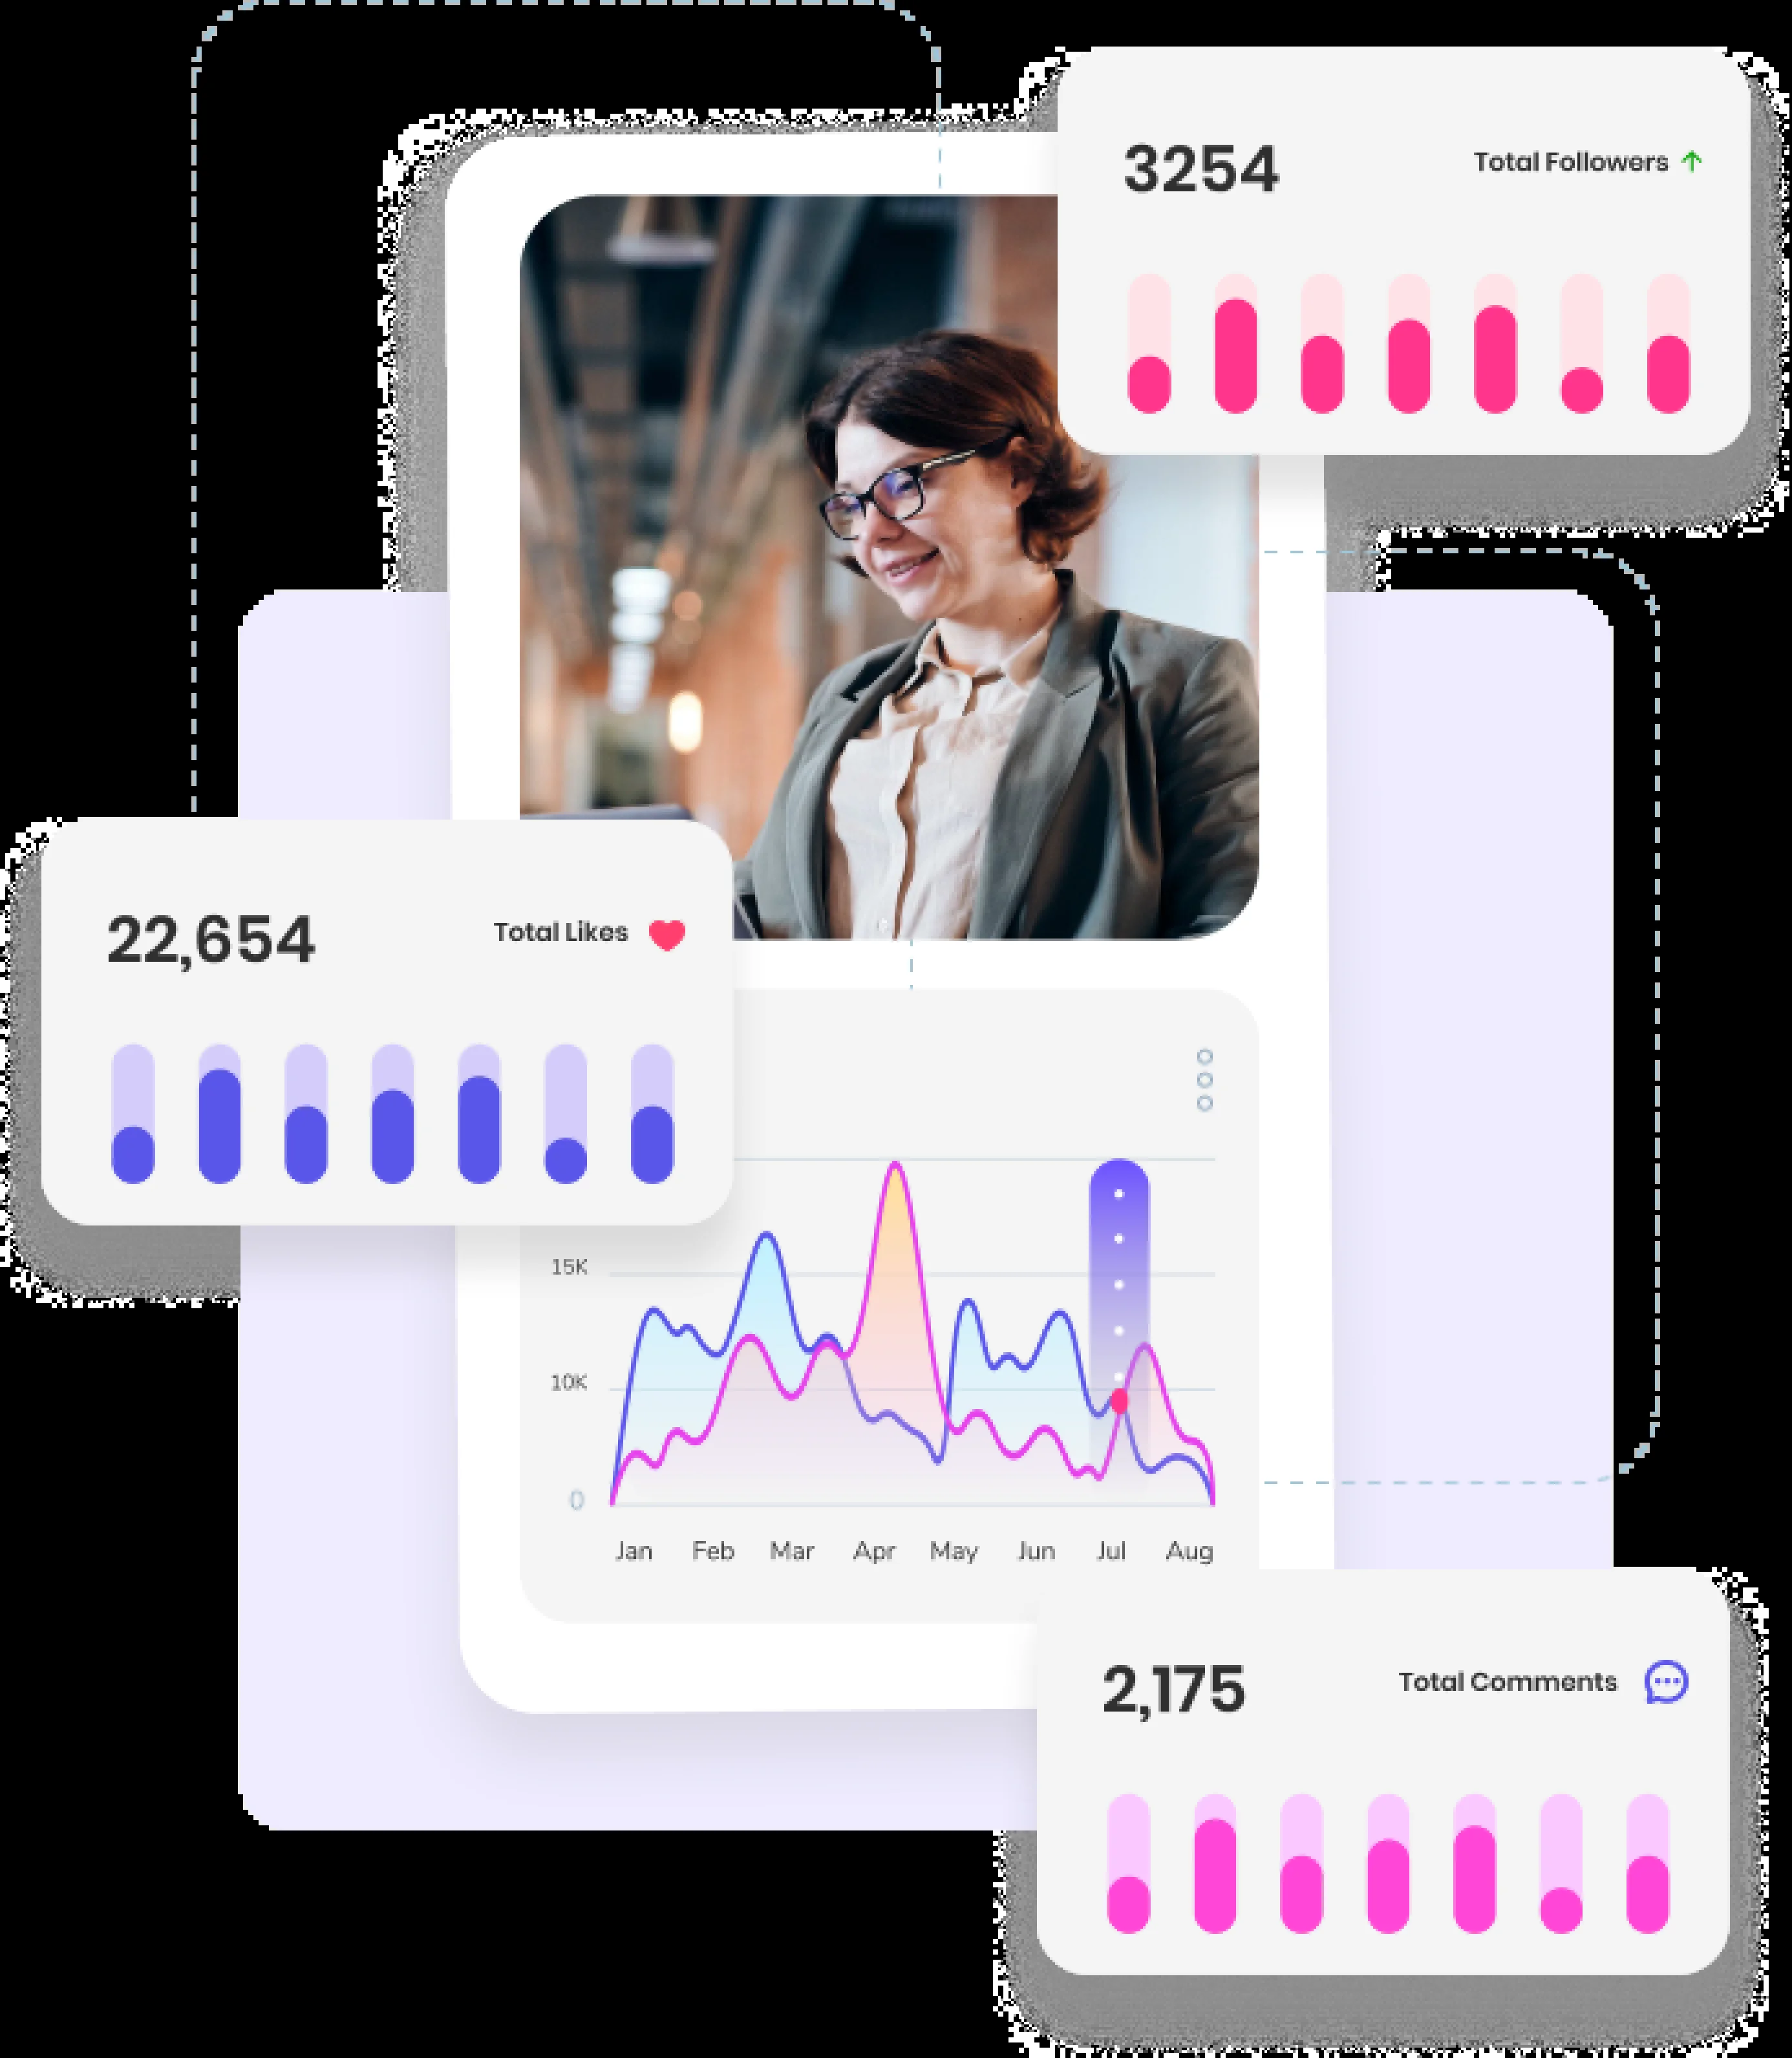 3254
Total Followers
22,654
Total Likes
15K
10K
0
Jan Feb Mar Apr May Jun Jul Aug
2,175
Total Comments